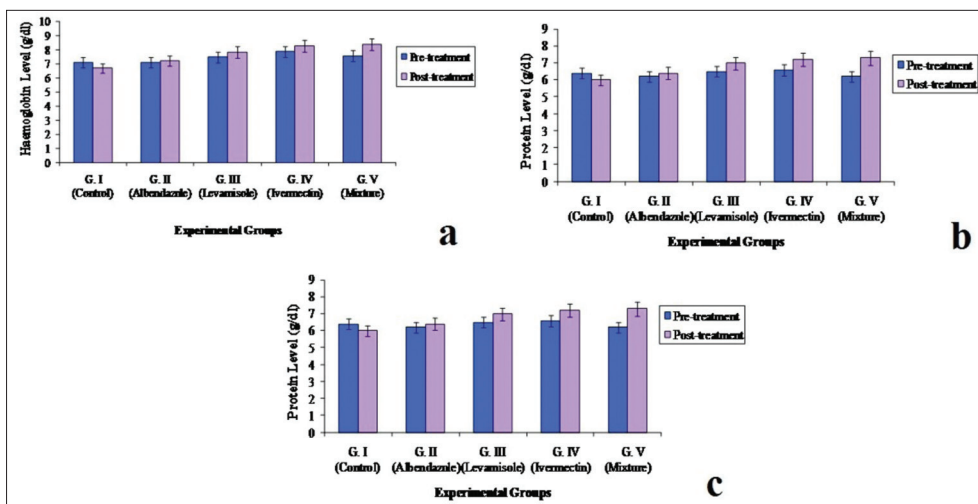 Haemoglobin Level (g/dl)
10
9
8
7
6
5
4
3
2
1
0
G. I
(Control)
G. II
(Albendazole)
G. III
(Levamisole)
G. IV
(Ivermectin)
G. V
(Mixture)
Experimental Groups
Pre-treatment
Post-treatment
a
Protein Level (g/dl)
9
8
7
6
5
4
3
2
1
0
G. I
(Control)
G. II
(Albendazole)
G. III
(Levamisole)
G. IV
(Ivermectin)
G. V
(Mixture)
Experimental Groups
Pre-treatment
Post-treatment
b
Protein Level (g/dl)
9
8
7
6
5
4
3
2
1
0
G. I
(Control)
G. II
(Albendazole)
G. III
(Levamisole)
G. IV
(Ivermectin)
G. V
(Mixture)
Experimental Groups
Pre-treatment
Post-treatment
c